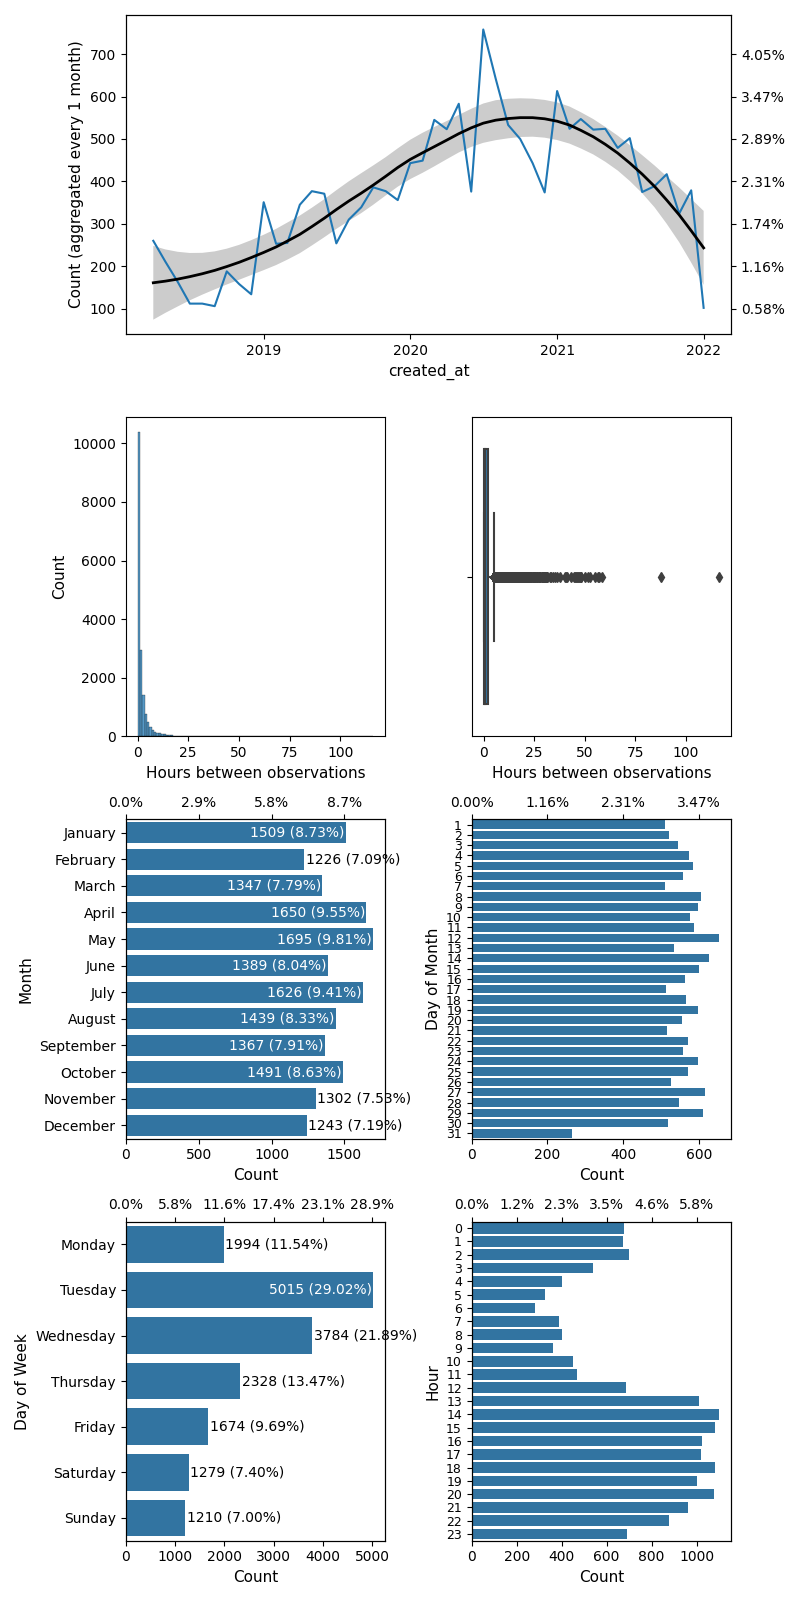 700
600
500
400
300
200
100
4.05%
3.47%
2.89%
2.31%
1.74%
1.16%
0.58%
Count (aggregated every 1 month)
2019 2020 2021 2022
created_at
10000
8000
6000
4000
2000
0
Count
0 25 50 75 100
Hours between observations
0 25 50 75 100
Hours between observations
0.0% 2.9% 5.8% 8.7%
Month
January 1509 (8.73%)
February 1226 (7.09%)
March 1347 (7.79%)
April 1650 (9.55%)
May 1695 (9.81%)
June 1389 (8.04%)
July 1626 (9.41%)
August 1439 (8.33%)
September 1367 (7.91%)
October 1491 (8.63%)
November 1302 (7.53%)
December 1243 (7.19%)
0 500 1000 1500
Count
0.00% 1.16% 2.31% 3.47%
Day of Month
1
2
3
4
5
6
7
8
9
10
11
12
13
14
15
16
17
18
19
20
21
22
23
24
25
26
27
28
29
30
31
0 200 400 600
Count
0.0% 5.8% 11.6% 17.4% 23.1% 28.9%
Day of Week
Monday 1994 (11.54%)
Tuesday 5015 (29.02%)
Wednesday 3784 (21.89%)
Thursday 2328 (13.47%)
Friday 1674 (9.69%)
Saturday 1279 (7.40%)
Sunday 1210 (7.00%)
0 1000 2000 3000 4000 5000
Count
0.0% 1.2% 2.3% 3.5% 4.6% 5.8%
Hour
0
1
2
3
4
5
6
7
8
9
10
11
12
13
14
15
16
17
18
19
20
21
22
23
0 200 400 600 800 1000
Count